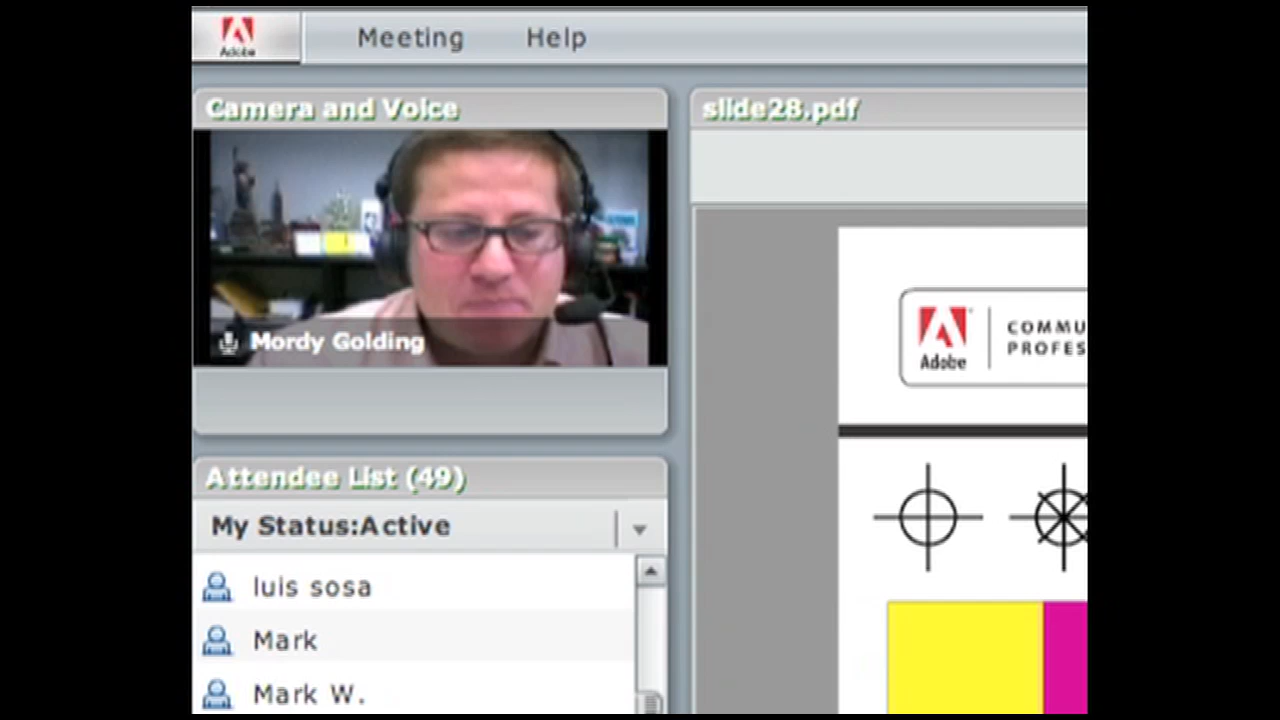 Adobe
Meeting Help
Camera and Voice
Mordy Golding
slide28.pdf
Adobe
COMMU
PROFES
Attendee List (49)
My Status:Active
luis sosa
Mark
Mark W.